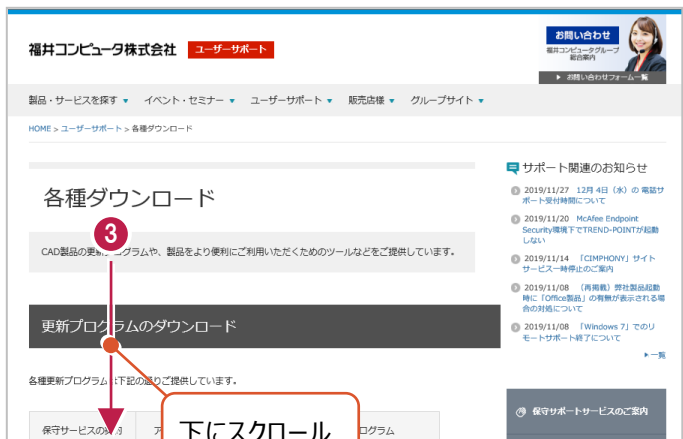 福井コンピュータ株式会社 ユーザーサポート
お問い合わせ
福井コンピュータグループ
総合案内
お問い合わせフォーム一覧
製品・サービスを探す イベント・セミナー ユーザーサポート 販売店様 グループサイト
HOME > ユーザーサポート > 各種ダウンロード
各種ダウンロード
3
CAD製品の更新プログラムや、製品をより便利にご利用いただくためのツールなどをご提供しています。
更新プログラムのダウンロード
各種更新プログラムは下記の通りご提供しています。
保守サービスの
ア
ログラム
下にスクロール
サポート関連のお知らせ
2019/11/27 12月 4日（水）の 電話サ
ポート受付時間について
2019/11/20 McAfee Endpoint
Security環境下でTREND-POINTが起動
しない
2019/11/14 「CIMPHONY」サイト
サービス一時停止のご案内
2019/11/08 （再掲載）弊社製品起動
時に「Office製品」の有無が表示される場
合の対処について
2019/11/08 「Windows 7」でのリ
モートサポート終了について
一覧
保守サポートサービスのご案内